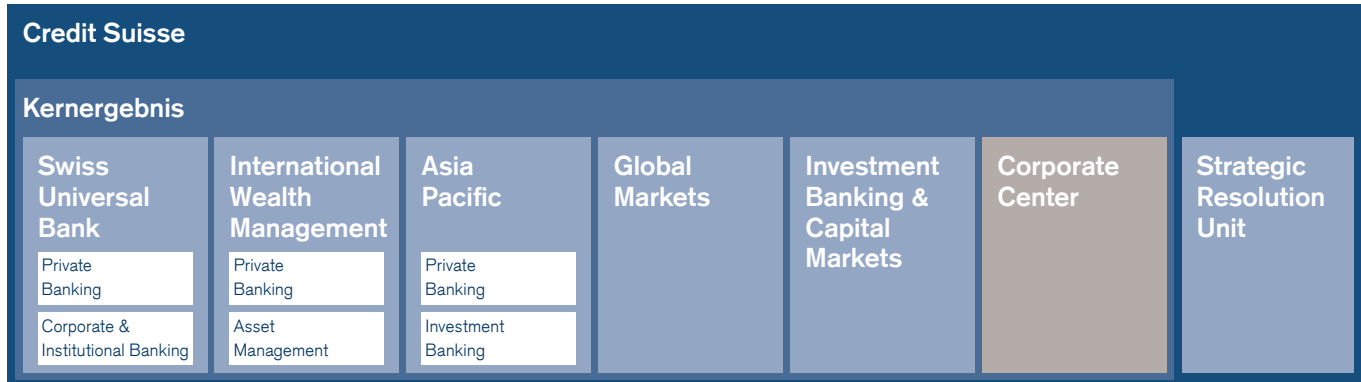 Credit Suisse
Kernergebnis
Swiss
Universal
Bank
Private
Banking
Corporate &
Institutional Banking
International
Wealth
Management
Private
Banking
Asset
Management
Asia
Pacific
Private
Banking
Investment
Banking
Global
Markets
Investment
Banking &
Capital
Markets
Corporate
Center
Strategic
Resolution
Unit